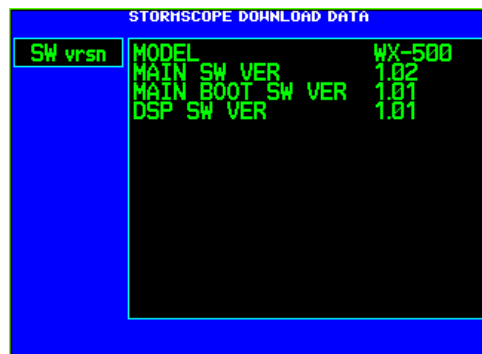 STORMSCOPE DOWNLOAD DATA
SW vrsn
MODEL WX-500
MAIN SW VER 1.02
MAIN BOOT SW VER 1.01
DSP SW VER 1.01